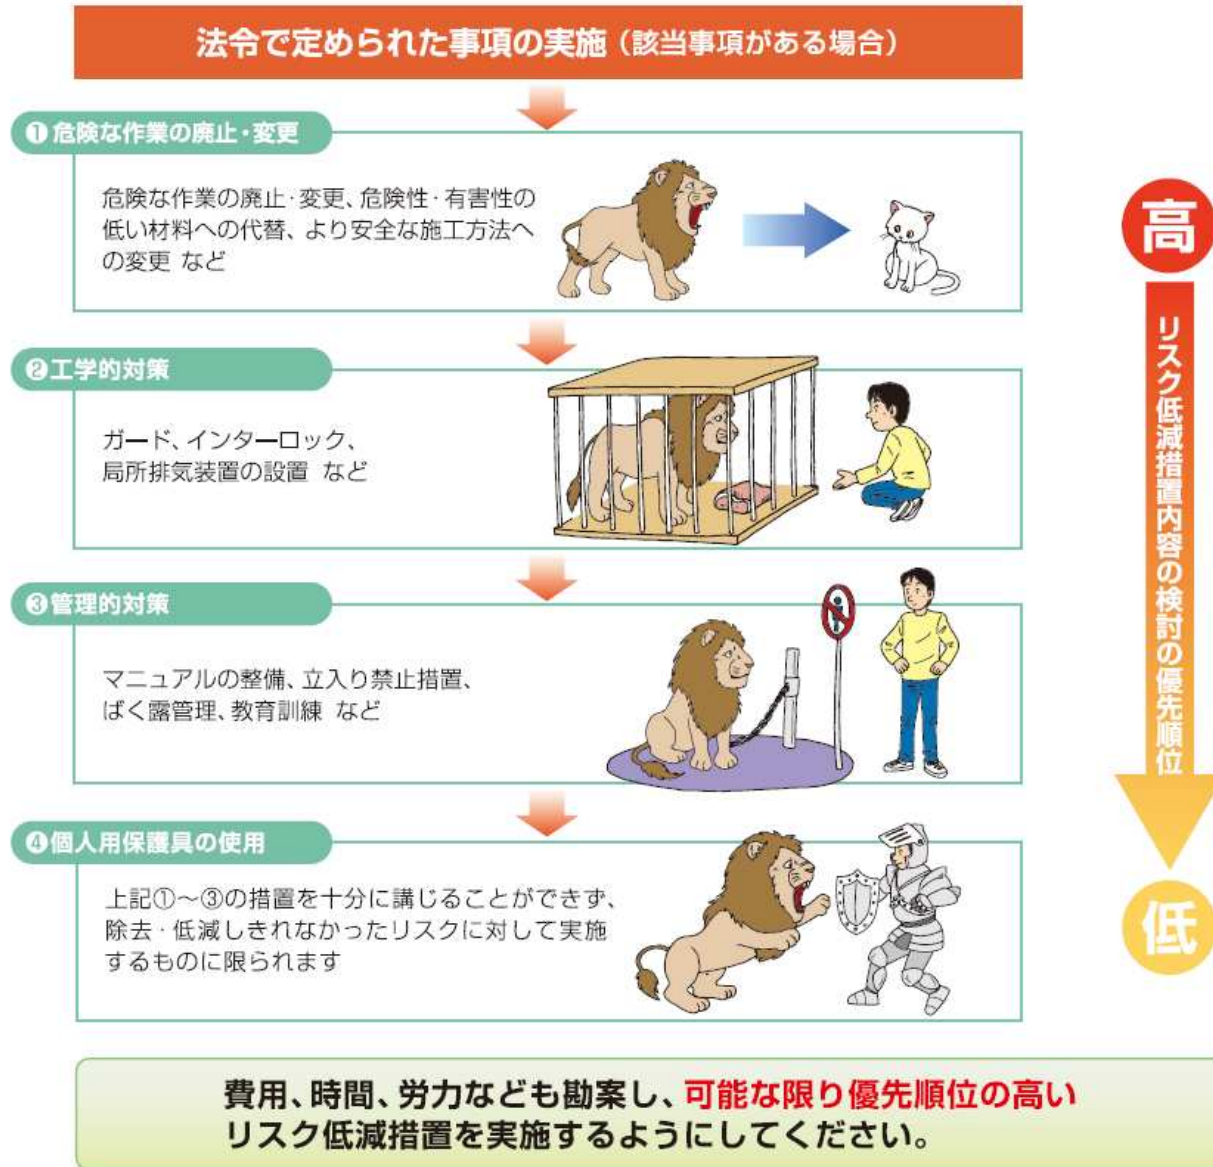 法令で定められた事項の実施（該当事項がある場合）
❶危険な作業の廃止・変更
危険な作業の廃止・変更、危険性・有害性の
低い材料への代替、より安全な施工方法へ
の変更 など
❷工学的対策
ガード、インターロック、
局所排気装置の設置 など
❸管理的対策
マニュアルの整備、立入り禁止措置、
ばく露管理、教育訓練 など
❹個人用保護具の使用
上記①～③の措置を十分に講じることができず、
除去・低減しきれなかったリスクに対して実施
するものに限られます
高
リスク低減措置内容の検討の優先順位
低
費用、時間、労力なども勘案し、可能な限り優先順位の高い
リスク低減措置を実施するようにしてください。